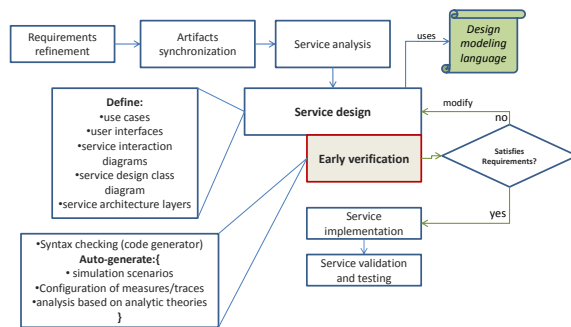 Requirements
refinement
Artifacts
synchronization
Service analysis
uses
Design
modeling
language
Define:
•use cases
•user interfaces
•service interaction
diagrams
•service design class
diagram
•service architecture layers
Service design
modify
no
Early verification
Satisfies
Requirements?
yes
•Syntax checking (code generator)
Auto-generate:{
• simulation scenarios
•Configuration of measures/traces
•analysis based on analytic theories
}
Service
implementation
Service validation
and testing